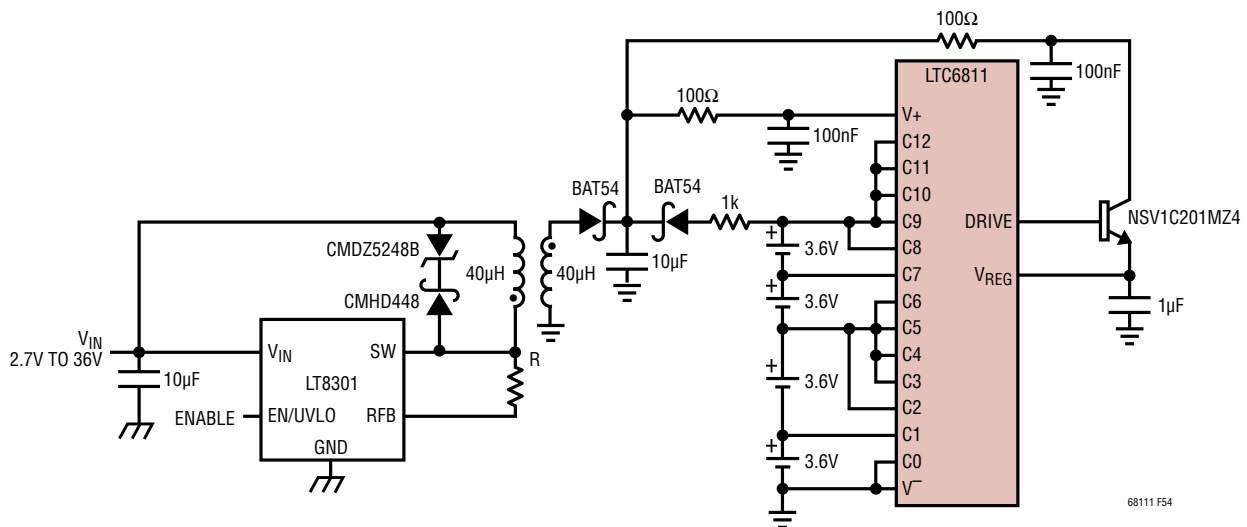 100Ω
100nF
LTC6811
100Ω
100nF
V+
C12
C11
C10
C9
C8
C7
C6
C5
C4
C3
C2
C1
C0
V–
DRIVE
VREG
NSV1C201MZ4
1µF
BAT54
BAT54
1k
10µF
+
3.6V
+
3.6V
+
3.6V
+
3.6V
CMDZ5248B
CMHD448
40µH
40µH
VIN
2.7V TO 36V
10µF
ENABLE
VIN
SW
LT8301
EN/UVLO
RFB
GND
R
68111 F54